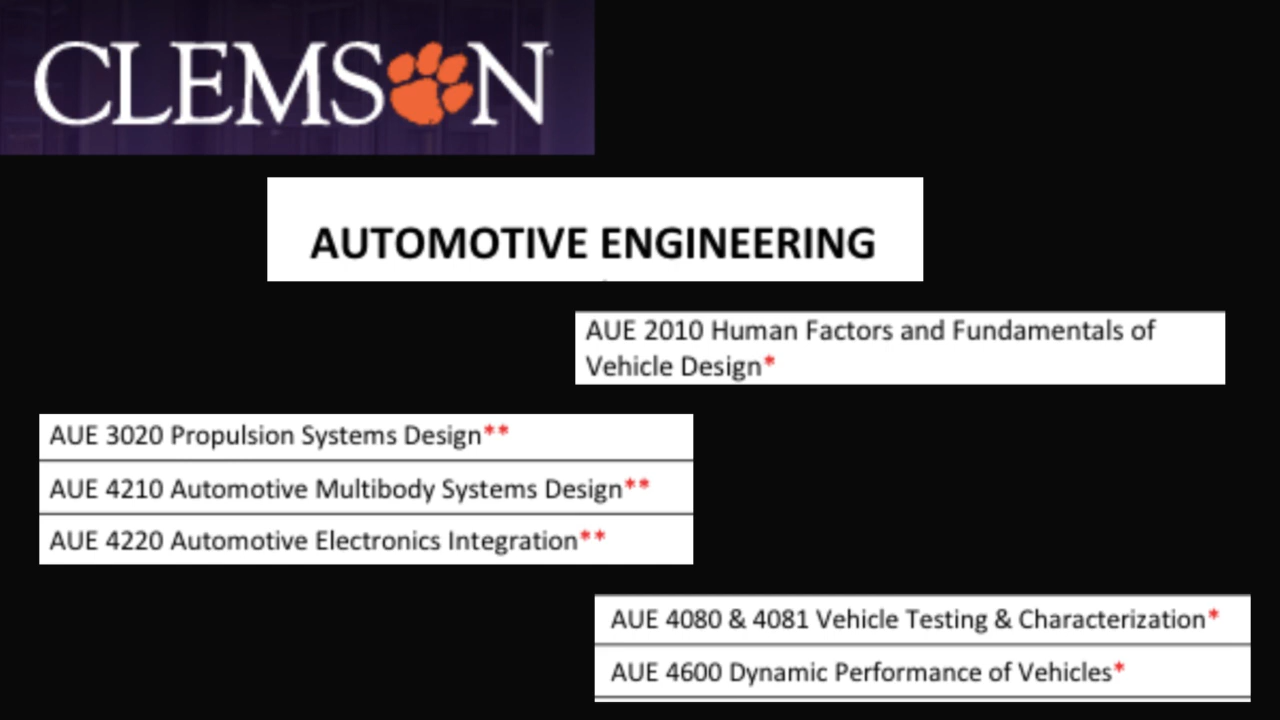 CLEMSON
AUTOMOTIVE ENGINEERING
AUE 2010 Human Factors and Fundamentals of
Vehicle Design*
AUE 3020 Propulsion Systems Design**
AUE 4210 Automotive Multibody Systems Design**
AUE 4220 Automotive Electronics Integration**
AUE 4080 & 4081 Vehicle Testing & Characterization*
AUE 4600 Dynamic Performance of Vehicles*